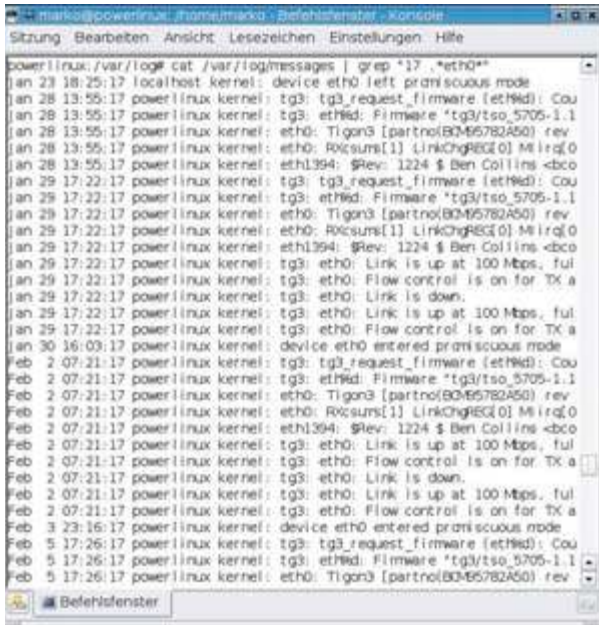 marko@powerlinux: /home/marko - Befehlsfenster - Konsole
Sitzung Bearbeiten Ansicht Lesezeichen Einstellungen Hilfe
powerlinux:/var/log# cat /var/log/messages | grep "17 .*eth0*"
Jan 23 18:25:17 localhost kernel: device eth0 left promiscuous mode
Jan 28 13:55:17 powerlinux kernel: tg3: tg3_request_firmware (eth%d): Cou
Jan 28 13:55:17 powerlinux kernel: tg3: eth%d: Firmware "tg3/tso_5705-1.1
Jan 28 13:55:17 powerlinux kernel: eth0: Tigon3 [partno(BCM95782A50) rev
Jan 28 13:55:17 powerlinux kernel: eth0: RXcsums[1] LinkChgREG[0] MIirq[0
Jan 28 13:55:17 powerlinux kernel: eth1394: $Rev: 1224 $ Ben Collins <bco
Jan 29 17:22:17 powerlinux kernel: tg3: tg3_request_firmware (eth%d): Cou
Jan 29 17:22:17 powerlinux kernel: tg3: eth%d: Firmware "tg3/tso_5705-1.1
Jan 29 17:22:17 powerlinux kernel: eth0: Tigon3 [partno(BCM95782A50) rev
Jan 29 17:22:17 powerlinux kernel: eth0: RXcsums[1] LinkChgREG[0] MIirq[0
Jan 29 17:22:17 powerlinux kernel: eth1394: $Rev: 1224 $ Ben Collins <bco
Jan 29 17:22:17 powerlinux kernel: tg3: eth0: Link is up at 100 Mbps, ful
Jan 29 17:22:17 powerlinux kernel: tg3: eth0: Flow control is on for TX a
Jan 29 17:22:17 powerlinux kernel: tg3: eth0: Link is down.
Jan 29 17:22:17 powerlinux kernel: tg3: eth0: Link is up at 100 Mbps, ful
Jan 29 17:22:17 powerlinux kernel: tg3: eth0: Flow control is on for TX a
Jan 30 16:03:17 powerlinux kernel: device eth0 entered promiscuous mode
Feb 2 07:21:17 powerlinux kernel: tg3: tg3_request_firmware (eth%d): Cou
Feb 2 07:21:17 powerlinux kernel: tg3: eth%d: Firmware "tg3/tso_5705-1.1
Feb 2 07:21:17 powerlinux kernel: eth0: Tigon3 [partno(BCM95782A50) rev
Feb 2 07:21:17 powerlinux kernel: eth0: RXcsums[1] LinkChgREG[0] MIirq[0
Feb 2 07:21:17 powerlinux kernel: eth1394: $Rev: 1224 $ Ben Collins <bco
Feb 2 07:21:17 powerlinux kernel: tg3: eth0: Link is up at 100 Mbps, ful
Feb 2 07:21:17 powerlinux kernel: tg3: eth0: Flow control is on for TX a
Feb 2 07:21:17 powerlinux kernel: tg3: eth0: Link is down.
Feb 2 07:21:17 powerlinux kernel: tg3: eth0: Link is up at 100 Mbps, ful
Feb 2 07:21:17 powerlinux kernel: tg3: eth0: Flow control is on for TX a
Feb 3 23:16:17 powerlinux kernel: device eth0 entered promiscuous mode
Feb 5 17:26:17 powerlinux kernel: tg3: tg3_request_firmware (eth%d): Cou
Feb 5 17:26:17 powerlinux kernel: tg3: eth%d: Firmware "tg3/tso_5705-1.1
Feb 5 17:26:17 powerlinux kernel: eth0: Tigon3 [partno(BCM95782A50) rev
Befehlsfenster